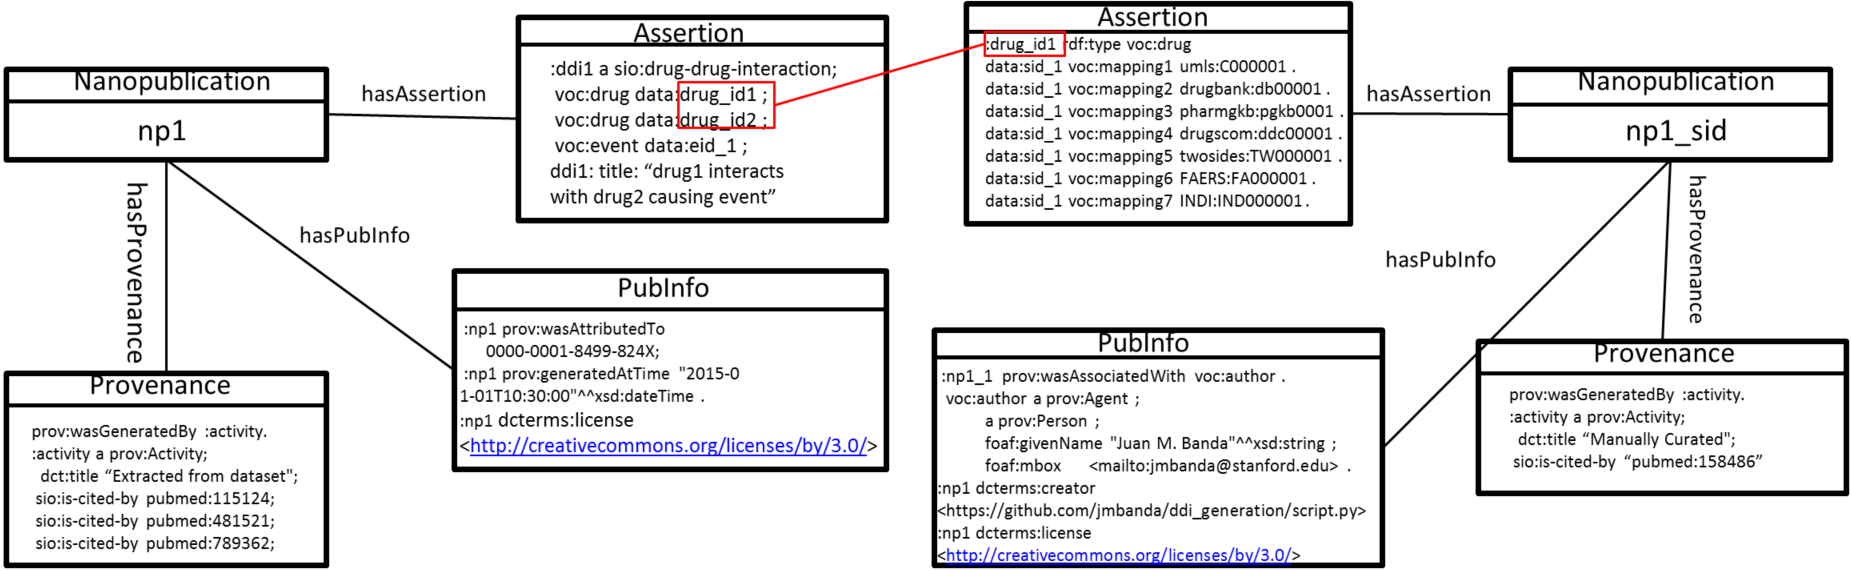 Nanopublication
np1
hasAssertion
Assertion
:ddi1 a sio:drug-drug-interaction;
voc:drug data:drug_id1 ;
voc:drug data:drug_id2 ;
voc:event data:eid_1 ;
ddi1: title: “drug1 interacts
with drug2 causing event”
hasProvenance
hasPubInfo
PubInfo
:np1 prov:wasAttributedTo
0000-0001-8499-824X;
:np1 prov:generatedAtTime "2015-0
1-01T10:30:00"^^xsd:dateTime .
:np1 dcterms:license
<http://creativecommons.org/licenses/by/3.0/>
Provenance
prov:wasGeneratedBy :activity.
:activity a prov:Activity;
dct:title “Extracted from dataset";
sio:is-cited-by pubmed:115124;
sio:is-cited-by pubmed:481521;
sio:is-cited-by pubmed:789362;
Assertion
:drug_id1 rdf:type voc:drug
data:sid_1 voc:mapping1 umls:C000001 .
data:sid_1 voc:mapping2 drugbank:db00001 .
data:sid_1 voc:mapping3 pharmgkb:pgkb0001 .
data:sid_1 voc:mapping4 drugscom:ddc00001 .
data:sid_1 voc:mapping5 twosides:TW000001 .
data:sid_1 voc:mapping6 FAERS:FA000001 .
data:sid_1 voc:mapping7 INDI:IND000001 .
hasAssertion
Nanopublication
np1_sid
hasPubInfo
hasProvenance
PubInfo
:np1_1 prov:wasAssociatedWith voc:author .
voc:author a prov:Agent ;
a prov:Person ;
foaf:givenName "Juan M. Banda"^^xsd:string ;
foaf:mbox <mailto:jmbanda@stanford.edu> .
:np1 dcterms:creator
<https://github.com/jmbanda/ddi_generation/script.py>
:np1 dcterms:license
<http://creativecommons.org/licenses/by/3.0/>
Provenance
prov:wasGeneratedBy :activity.
:activity a prov:Activity;
dct:title “Manually Curated";
sio:is-cited-by “pubmed:158486”